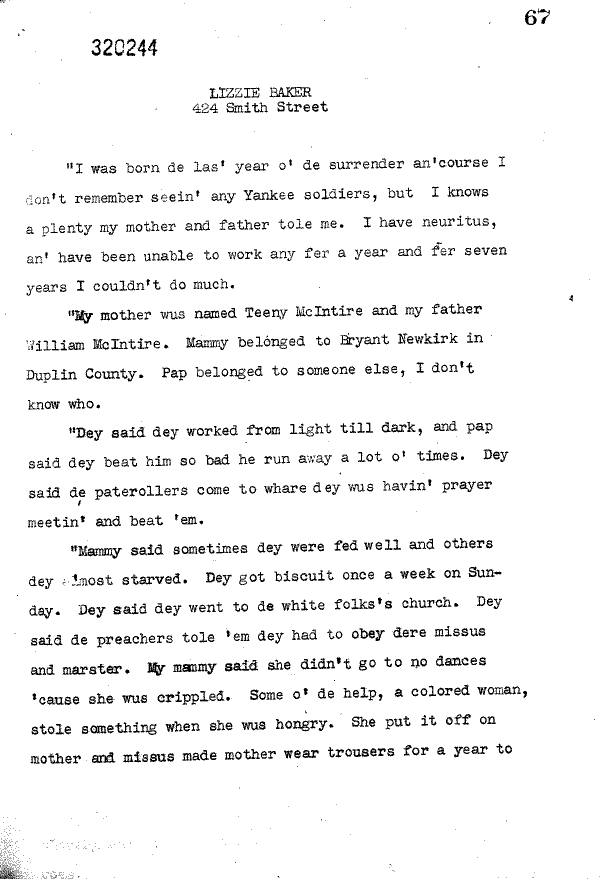 67
320244
LIZZIE BAKER
424 Smith Street
"I was born de las' year o' de surrender an'course I
don't remember seein' any Yankee soldiers, but I knows
a plenty my mother and father tole me. I have neuritus,
an' have been unable to work any fer a year and fer seven
years I couldn't do much.
"My mother wus named Teeny McIntire and my father
William McIntire. Mammy belonged to Bryant Newkirk in
Duplin County. Pap belonged to someone else, I don't
know who.
"Dey said dey worked from light till dark, and pap
said dey beat him so bad he run away a lot o' times. Dey
said de paterollers come to whare dey wus havin' prayer
meetin' and beat 'em.
"Mammy said sometimes dey were fed well and others
dey almost starved. Dey got biscuit once a week on Sun-
day. Dey said dey went to de white folks's church. Dey
said de preachers tole 'em dey had to obey dere missus
and marster. My mammy said she didn't go to no dances
'cause she wus crippled. Some o' de help, a colored woman,
stole something when she wus hongry. She put it off on
mother and missus made mother wear trousers for a year to